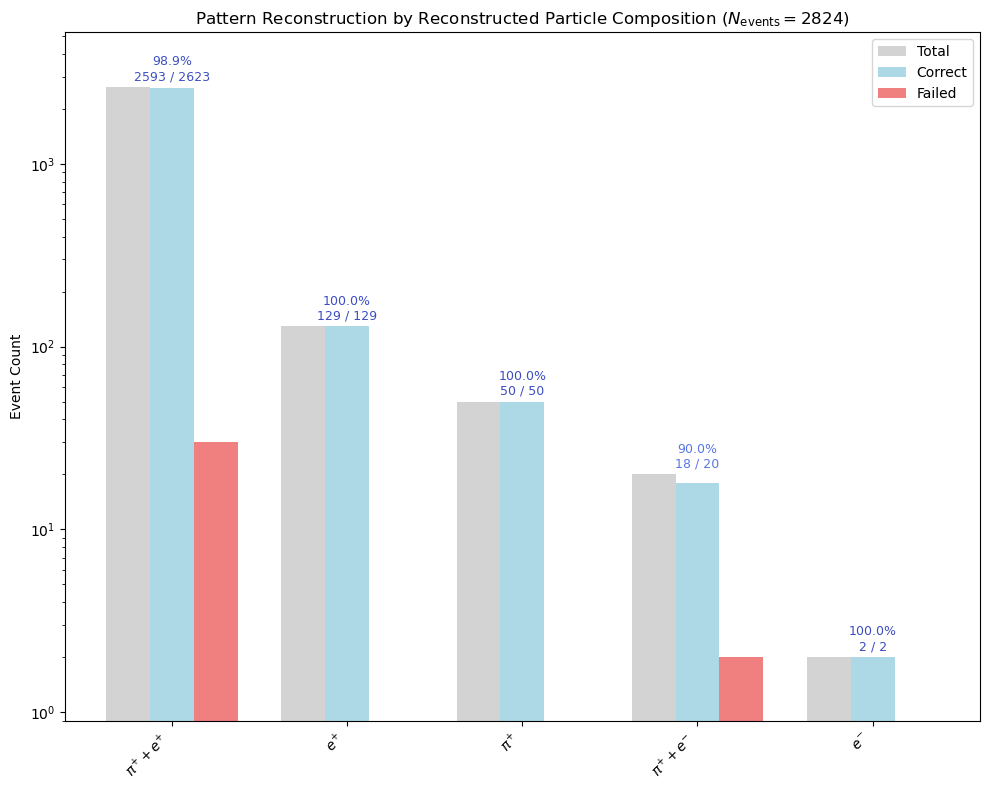 Pattern Reconstruction by Reconstructed Particle Composition (N_events = 2824)
Total
Correct
Failed
98.9%
2593 / 2623
100.0%
129 / 129
100.0%
50 / 50
90.0%
18 / 20
100.0%
2 / 2
Event Count
10³
10²
10¹
10⁰
π⁺ + e⁺
e⁺
π⁺
π⁺ + e⁻
e⁻